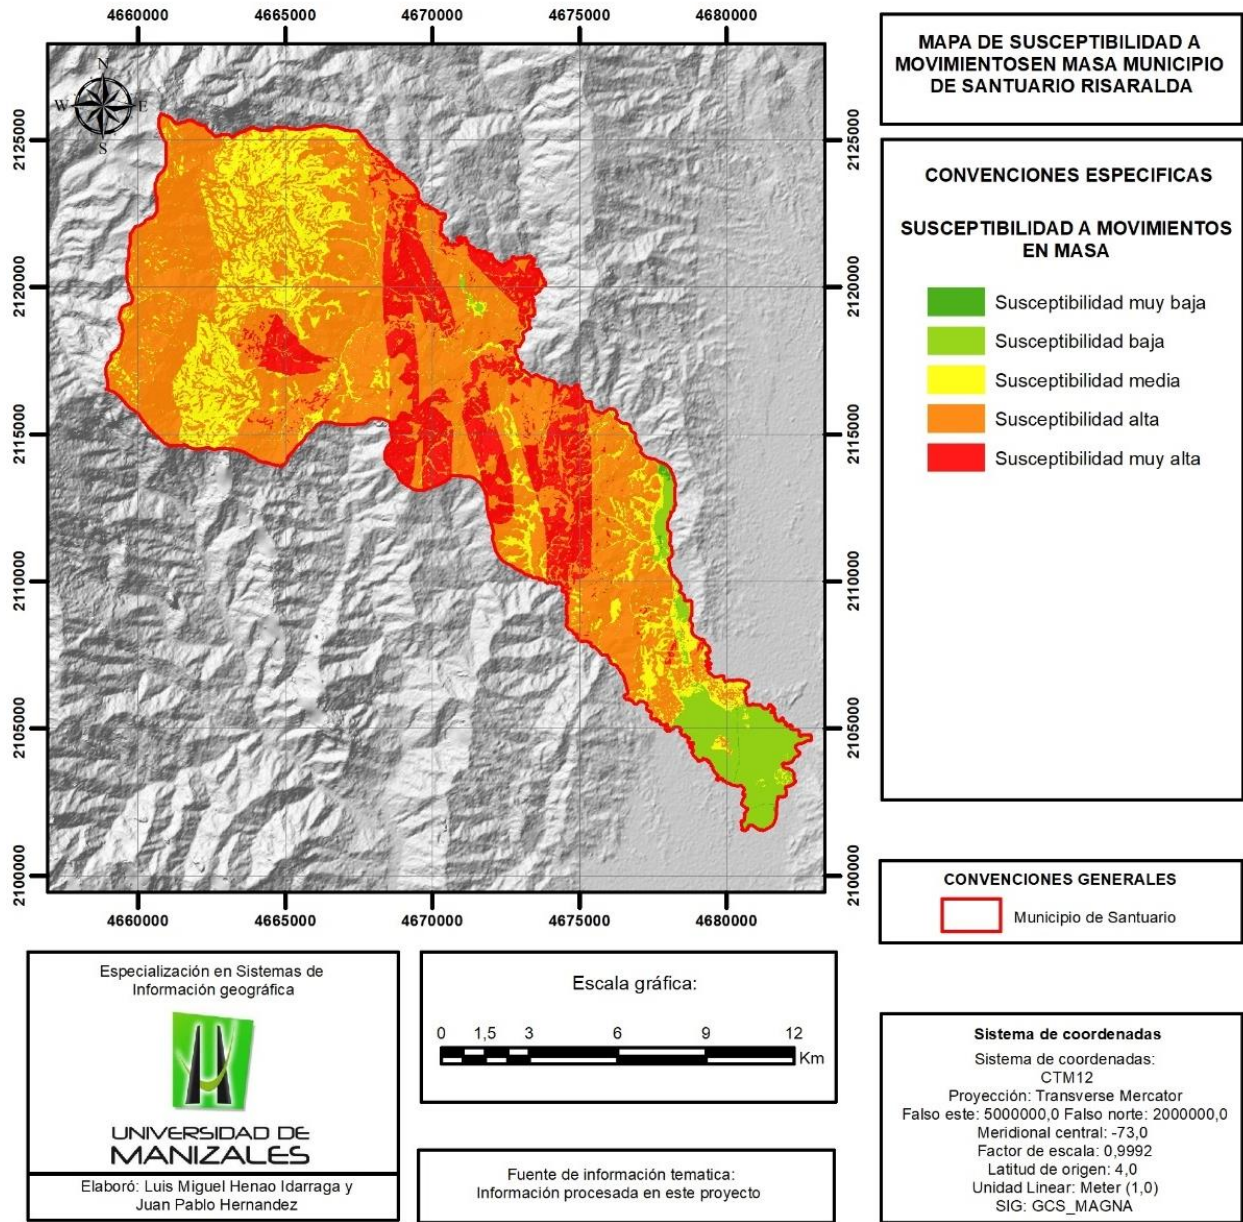 4660000 4665000 4670000 4675000 4680000
MAPA DE SUSCEPTIBILIDAD A
MOVIMIENTOSEN MASA MUNICIPIO
DE SANTUARIO RISARALDA
N
W E
S
2125000 2125000
2120000 2120000
2115000 2115000
2110000 2110000
2105000 2105000
2100000 2100000
4660000 4665000 4670000 4675000 4680000
CONVENCIONES ESPECIFICAS
SUSCEPTIBILIDAD A MOVIMIENTOS
EN MASA
Susceptibilidad muy baja
Susceptibilidad baja
Susceptibilidad media
Susceptibilidad alta
Susceptibilidad muy alta
CONVENCIONES GENERALES
Municipio de Santuario
Especialización en Sistemas de
Información geográfica
UNIVERSIDAD DE
MANIZALES
Elaboró: Luis Miguel Henao Idarraga y
Juan Pablo Hernandez
Escala gráfica:
0 1,5 3 6 9 12
Km
Fuente de información tematica:
Información procesada en este proyecto
Sistema de coordenadas
Sistema de coordenadas:
CTM12
Proyección: Transverse Mercator
Falso este: 5000000,0 Falso norte: 2000000,0
Meridional central: -73,0
Factor de escala: 0,9992
Latitud de origen: 4,0
Unidad Linear: Meter (1,0)
SIG: GCS_MAGNA